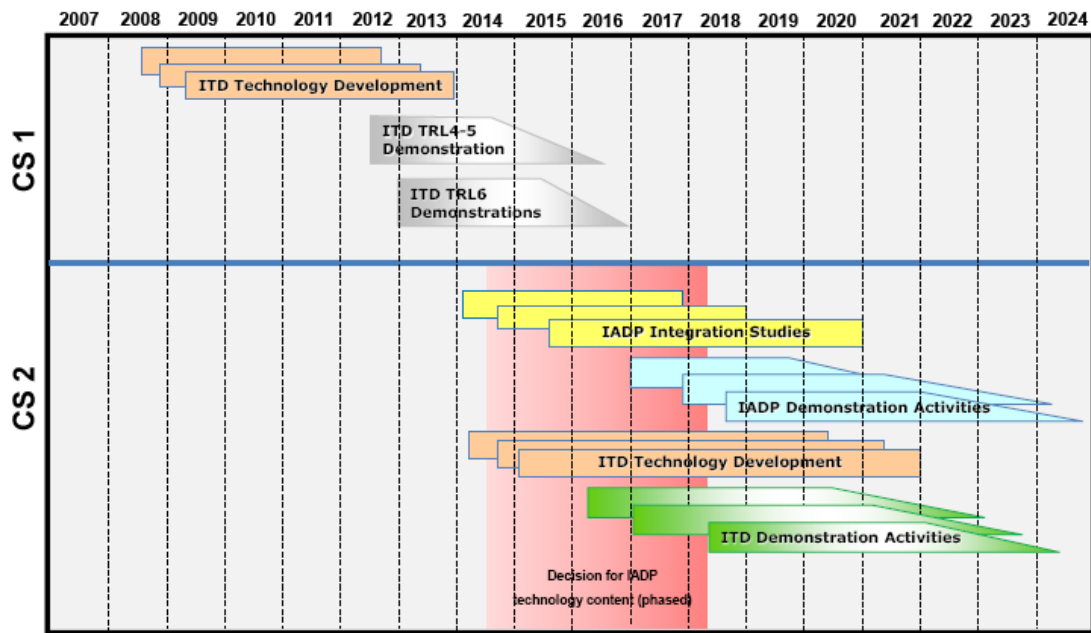 2007 2008 2009 2010 2011 2012 2013 2014 2015 2016 2017 2018 2019 2020 2021 2022 2023 2024
CS 1
ITD Technology Development
ITD TRL4-5
Demonstration
ITD TRL6
Demonstrations
CS 2
IADP Integration Studies
IADP Demonstration Activities
ITD Technology Development
ITD Demonstration Activities
Decision for IADP
technology content (phased)